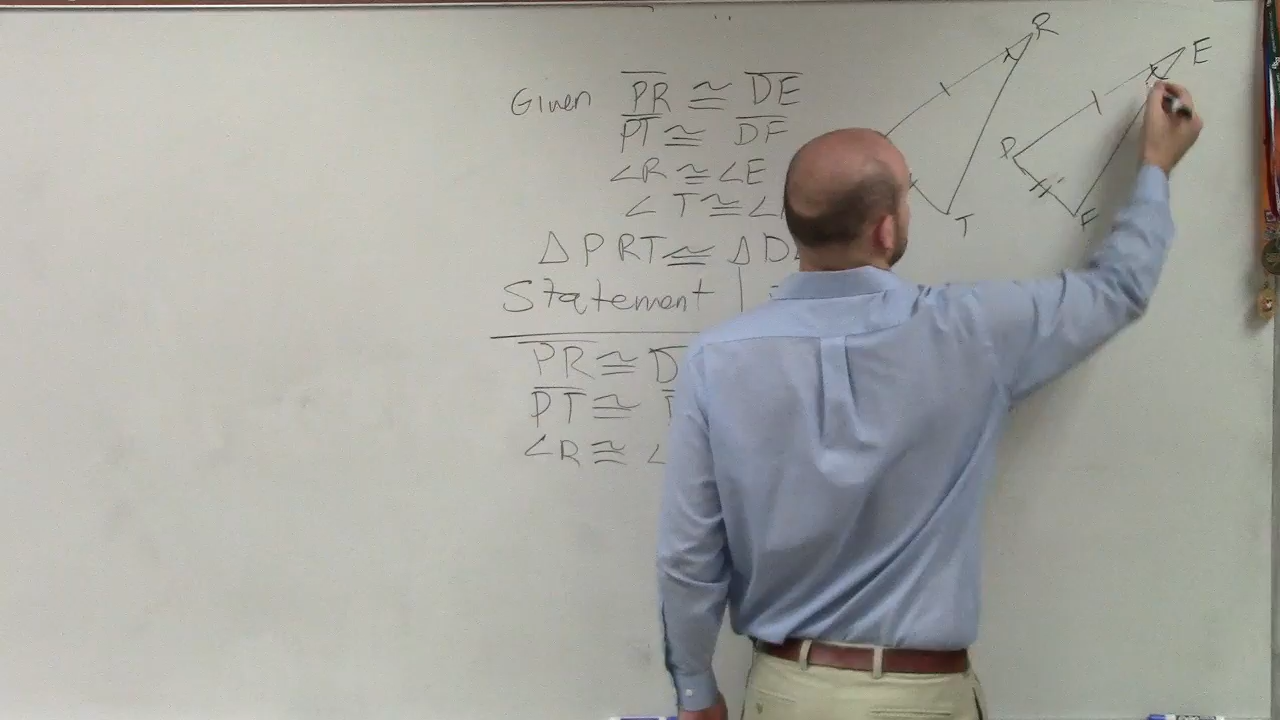 Given PR ≅ DE
PT ≅ DF
∠R ≅ ∠E
∠T ≅ ∠
△PRT ≅ △D
Statement |
PR ≅ D
PT ≅
∠R ≅ ∠
R
T
E
D
F